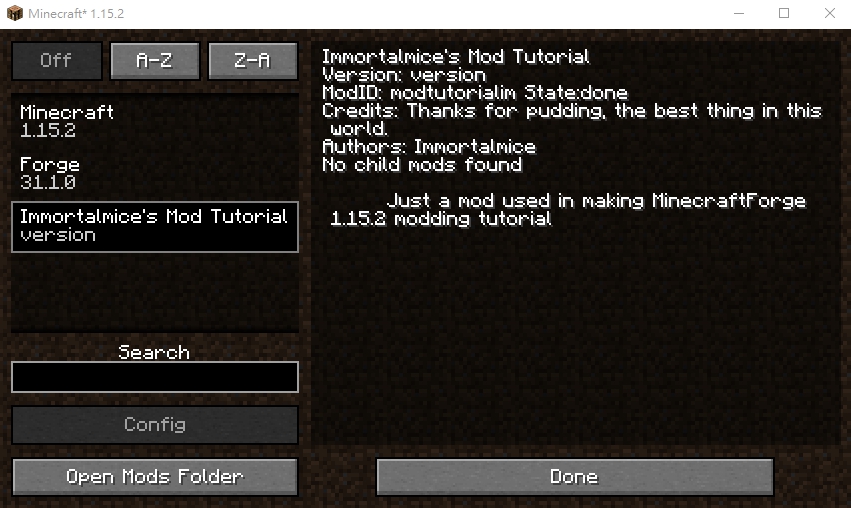 Minecraft* 1.15.2
Off
A-Z
Z-A
Minecraft
1.15.2
Forge
31.1.0
Immortalmice's Mod Tutorial
version
Search
Config
Open Mods Folder
Immortalmice's Mod Tutorial
Version: version
ModID: modtutorialim State:done
Credits: Thanks for pudding, the best thing in this
world.
Authors: Immortalmice
No child mods found
Just a mod used in making MinecraftForge
1.15.2 modding tutorial
Done